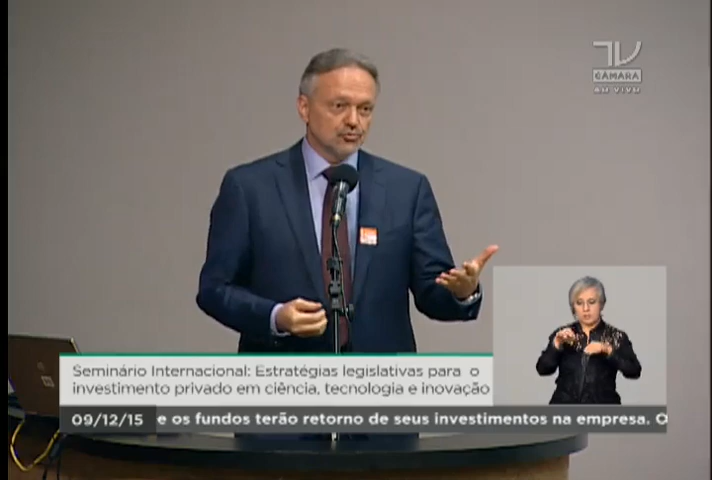 TV
CÂMARA
AO VIVO
Seminário Internacional: Estratégias legislativas para o
investimento privado em ciência, tecnologia e inovação
09/12/15 e os fundos terão retorno de seus investimentos na empresa. O